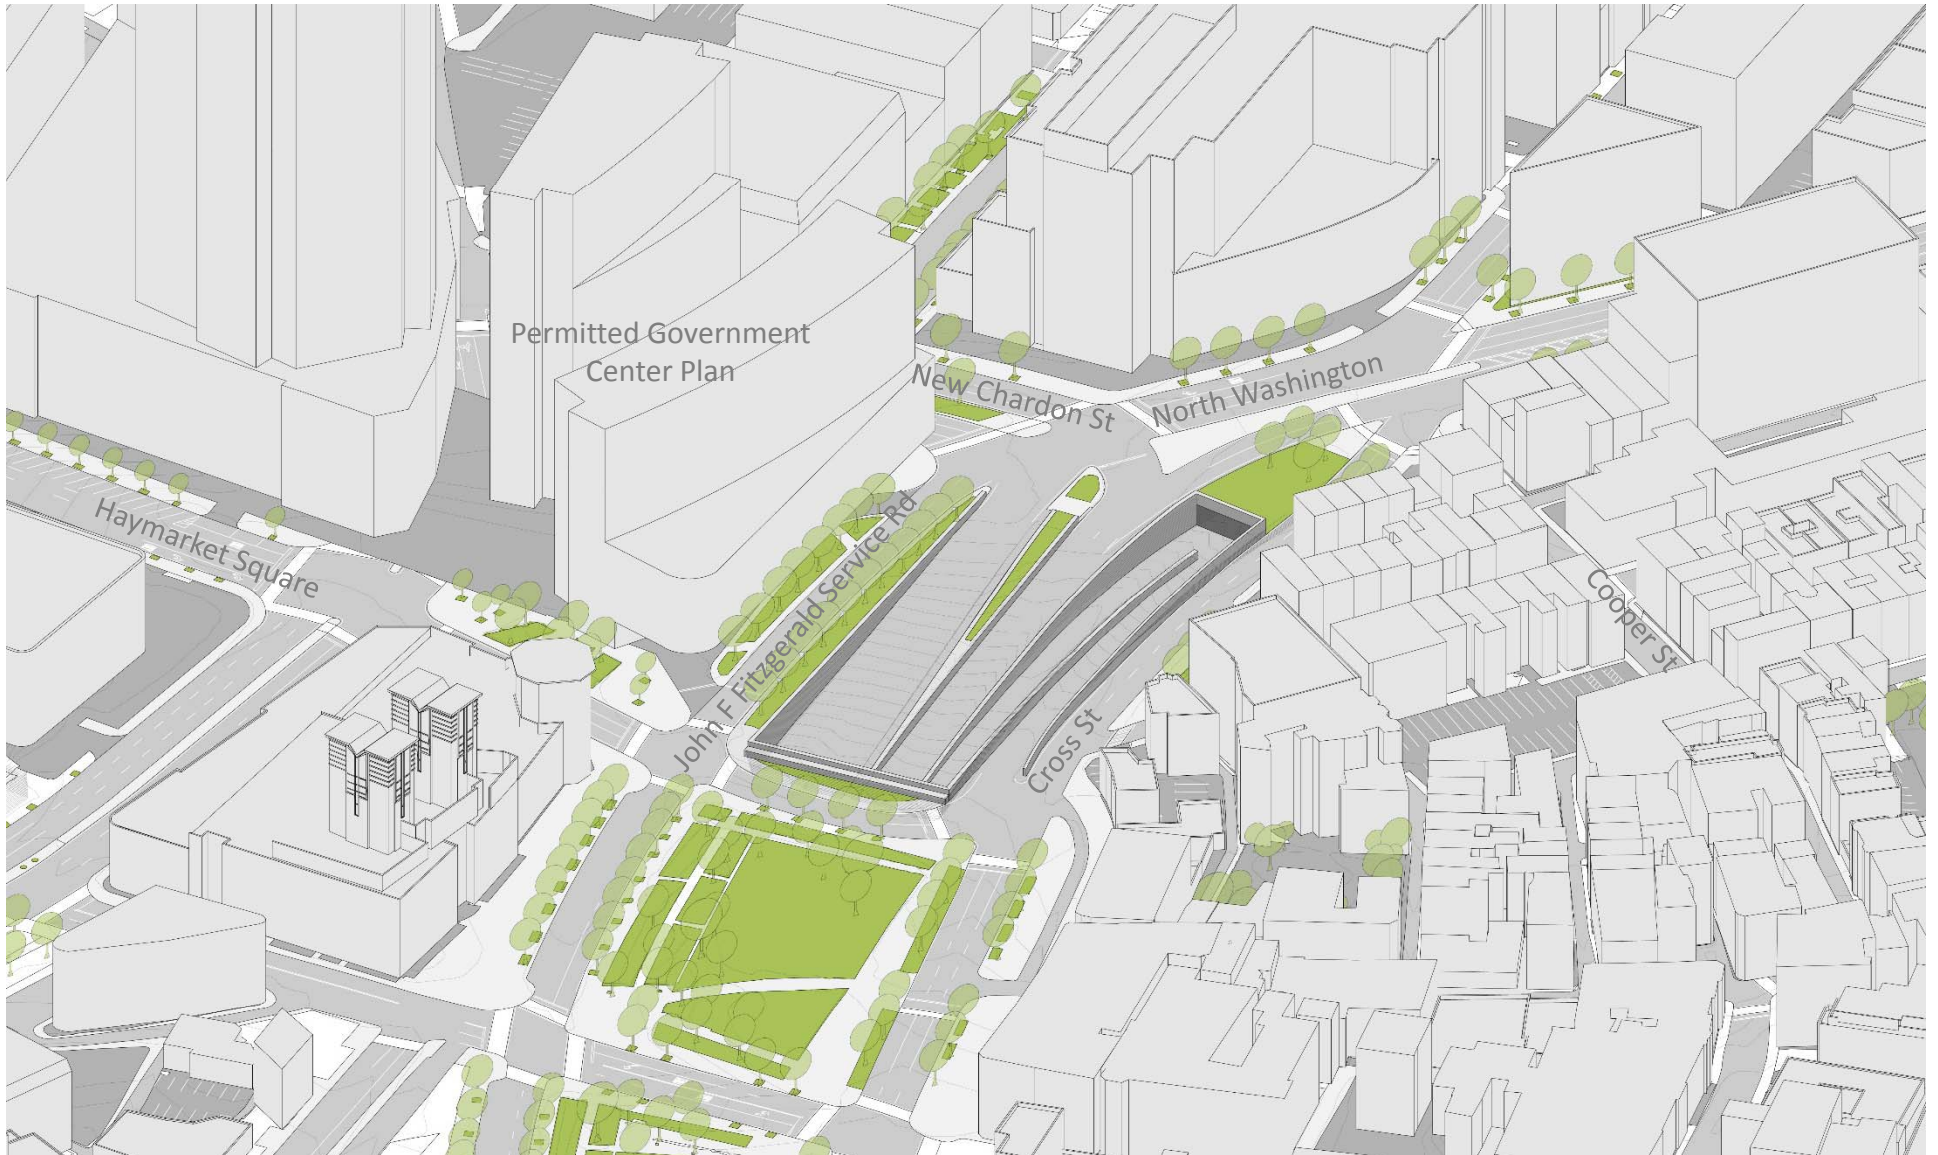 Permitted Government
Center Plan
New Chardon St
North Washington
Haymarket Square
John F Fitzgerald Service Rd
Cross St
Cooper St